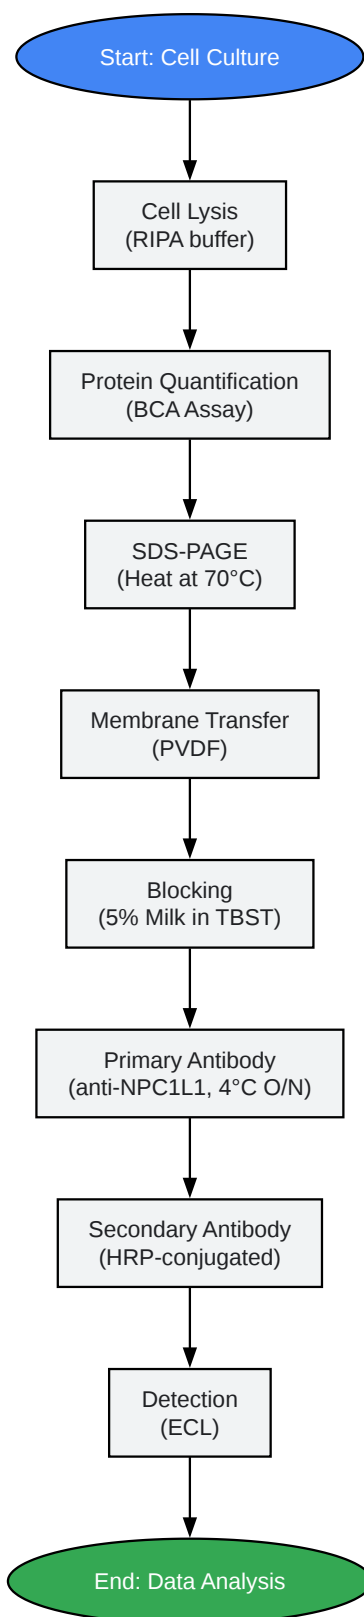 Start: Cell Culture
Cell Lysis
(RIPA buffer)
Protein Quantification
(BCA Assay)
SDS-PAGE
(Heat at 70°C)
Membrane Transfer
(PVDF)
Blocking
(5% Milk in TBST)
Primary Antibody
(anti-NPC1L1, 4°C O/N)
Secondary Antibody
(HRP-conjugated)
Detection
(ECL)
End: Data Analysis